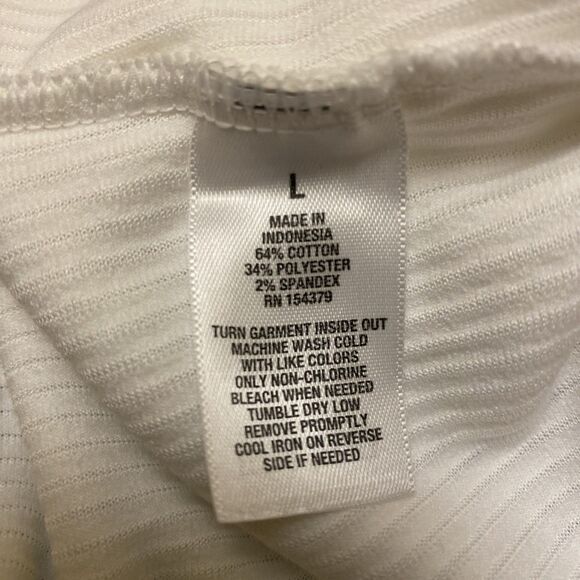 L
MADE IN
INDONESIA
64% COTTON
34% POLYESTER
2% SPANDEX
RN 154379
TURN GARMENT INSIDE OUT
MACHINE WASH COLD
WITH LIKE COLORS
ONLY NON-CHLORINE
BLEACH WHEN NEEDED
TUMBLE DRY LOW
REMOVE PROMPTLY
COOL IRON ON REVERSE
SIDE IF NEEDED